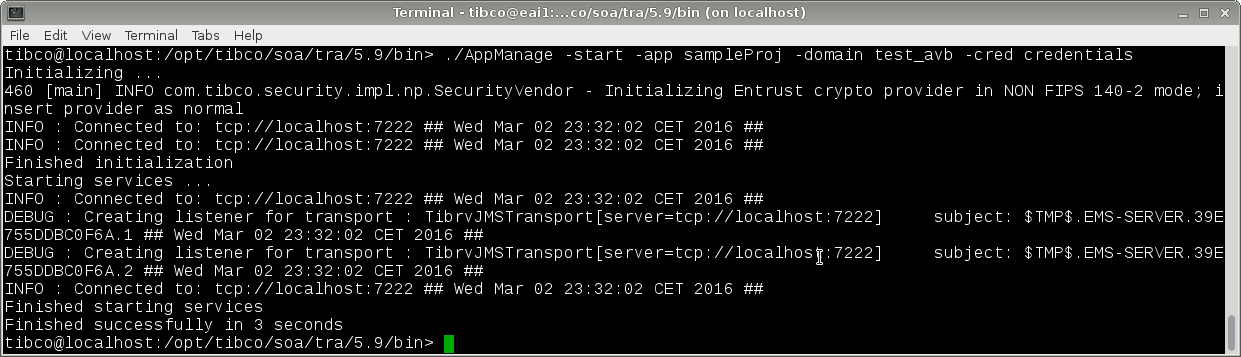 Terminal - tibco@eai1:...co/soa/tra/5.9/bin (on localhost)
File Edit View Terminal Tabs Help
tibco@localhost:/opt/tibco/soa/tra/5.9/bin> ./AppManage -start -app sampleProj -domain test_avb -cred credentials
Initializing ...
460 [main] INFO com.tibco.security.impl.np.SecurityVendor - Initializing Entrust crypto provider in NON FIPS 140-2 mode; i
nsert provider as normal
INFO : Connected to: tcp://localhost:7222 ## Wed Mar 02 23:32:02 CET 2016 ##
INFO : Connected to: tcp://localhost:7222 ## Wed Mar 02 23:32:02 CET 2016 ##
Finished initialization
Starting services ...
INFO : Connected to: tcp://localhost:7222 ## Wed Mar 02 23:32:02 CET 2016 ##
DEBUG : Creating listener for transport : TibrvJMSTransport[server=tcp://localhost:7222]     subject: $TMP$.EMS-SERVER.39E
755DDBC0F6A.1 ## Wed Mar 02 23:32:02 CET 2016 ##
DEBUG : Creating listener for transport : TibrvJMSTransport[server=tcp://localhost:7222]     subject: $TMP$.EMS-SERVER.39E
755DDBC0F6A.2 ## Wed Mar 02 23:32:02 CET 2016 ##
INFO : Connected to: tcp://localhost:7222 ## Wed Mar 02 23:32:02 CET 2016 ##
Finished starting services
Finished successfully in 3 seconds
tibco@localhost:/opt/tibco/soa/tra/5.9/bin>